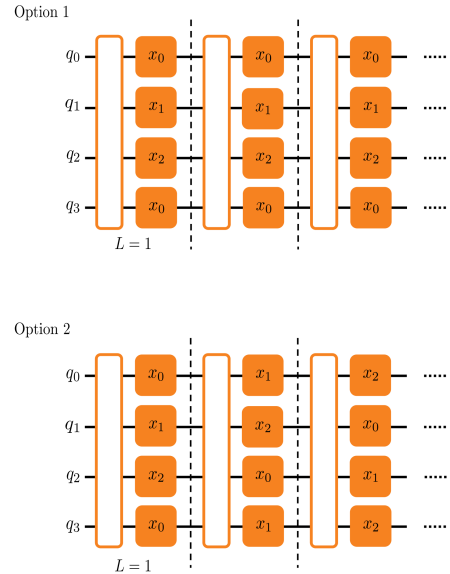 Option 1
q₀ x₀ x₀ x₀ .....
q₁ x₁ x₁ x₁ .....
q₂ x₂ x₂ x₂ .....
q₃ x₀ x₀ x₀ .....
L = 1
Option 2
q₀ x₀ x₁ x₂ .....
q₁ x₁ x₂ x₀ .....
q₂ x₂ x₀ x₁ .....
q₃ x₀ x₁ x₂ .....
L = 1